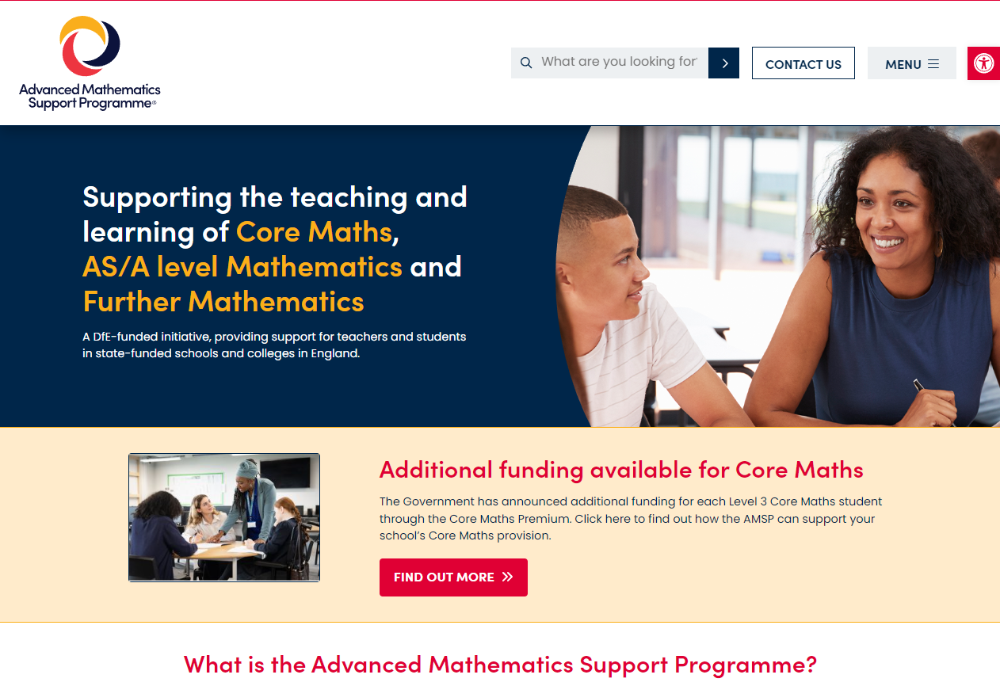 Advanced Mathematics
Support Programme®
What are you looking for
CONTACT US
MENU
Supporting the teaching and
learning of Core Maths,
AS/A level Mathematics and
Further Mathematics
A DfE-funded initiative, providing support for teachers and students
in state-funded schools and colleges in England.
Additional funding available for Core Maths
The Government has announced additional funding for each Level 3 Core Maths student
through the Core Maths Premium. Click here to find out how the AMSP can support your
school’s Core Maths provision.
FIND OUT MORE
What is the Advanced Mathematics Support Programme?